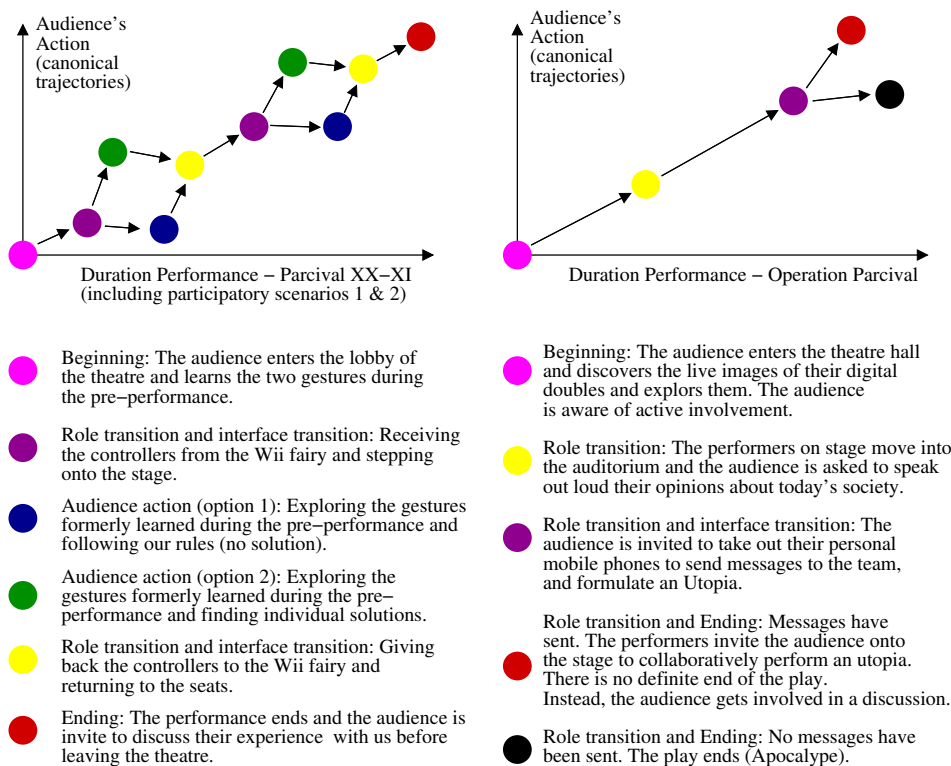 Audience's
Action
(canonical
trajectories)
Duration Performance − Parcival XX−XI
(including participatory scenarios 1 & 2)
Audience's
Action
(canonical
trajectories)
Duration Performance − Operation Parcival
Beginning: The audience enters the lobby of
the theatre and learns the two gestures during
the pre−performance.
Role transition and interface transition: Receiving
the controllers from the Wii fairy and stepping
onto the stage.
Audience action (option 1): Exploring the gestures
formerly learned during the pre−performance and
following our rules (no solution).
Audience action (option 2): Exploring the
gestures formerly learned during the pre−
performance and finding individual solutions.
Role transition and interface transition: Giving
back the controllers to the Wii fairy and
returning to the seats.
Ending: The performance ends and the audience is
invite to discuss their experience with us before
leaving the theatre.
Beginning: The audience enters the theatre hall
and discovers the live images of their digital
doubles and explors them. The audience
is aware of active involvement.
Role transition: The performers on stage move into
the auditorium and the audience is asked to speak
out loud their opinions about today's society.
Role transition and interface transition: The
audience is invited to take out their personal
mobile phones to send messages to the team,
and formulate an Utopia.
Role transition and Ending: Messages have
sent. The performers invite the audience onto
the stage to collaboratively perform an utopia.
There is no definite end of the play.
Instead, the audience gets involved in a discussion.
Role transition and Ending: No messages have
been sent. The play ends (Apocalype).